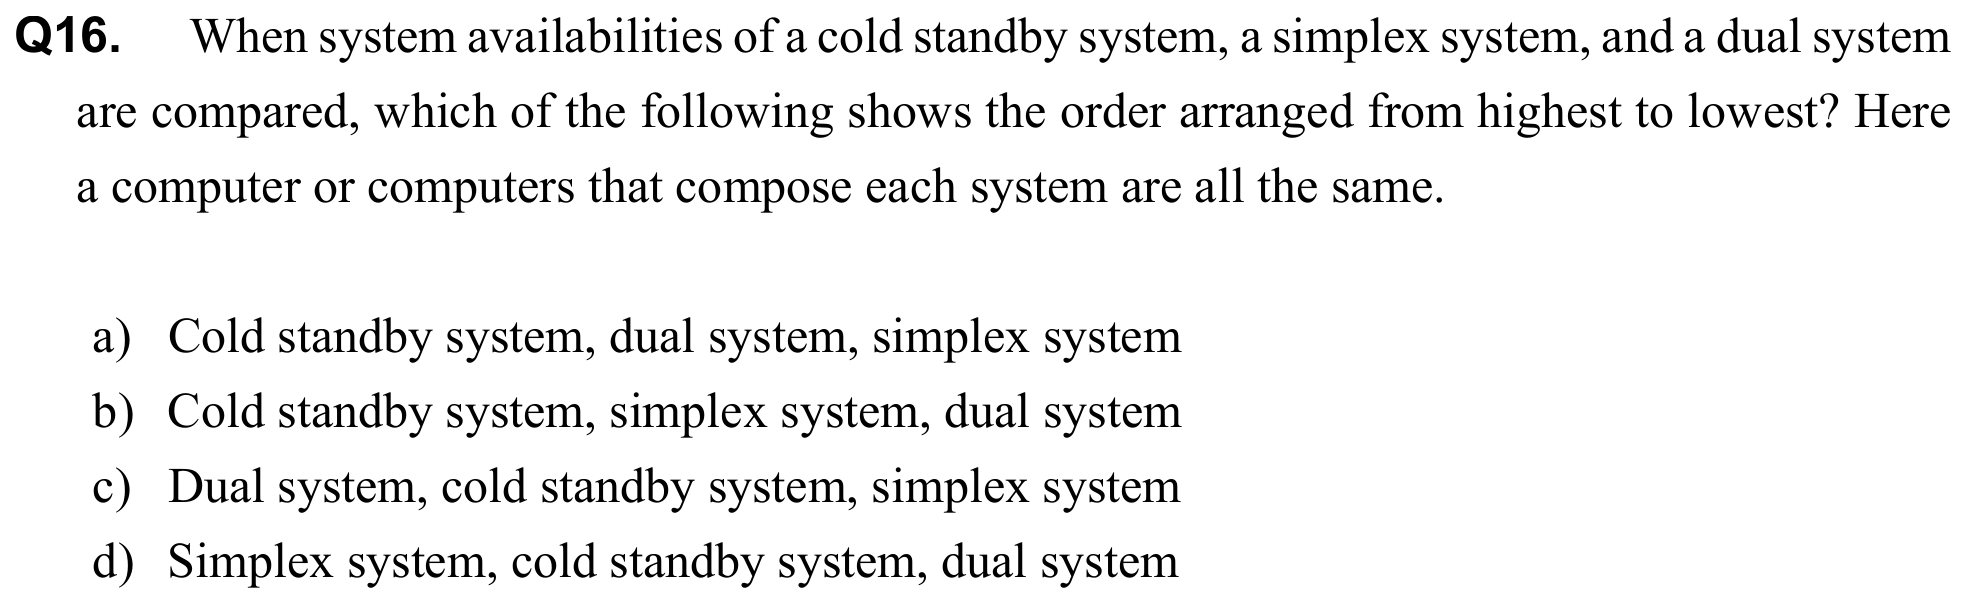 Q16. When system availabilities of a cold standby system, a simplex system, and a dual system
are compared, which of the following shows the order arranged from highest to lowest? Here
a computer or computers that compose each system are all the same.
a) Cold standby system, dual system, simplex system
b) Cold standby system, simplex system, dual system
c) Dual system, cold standby system, simplex system
d) Simplex system, cold standby system, dual system